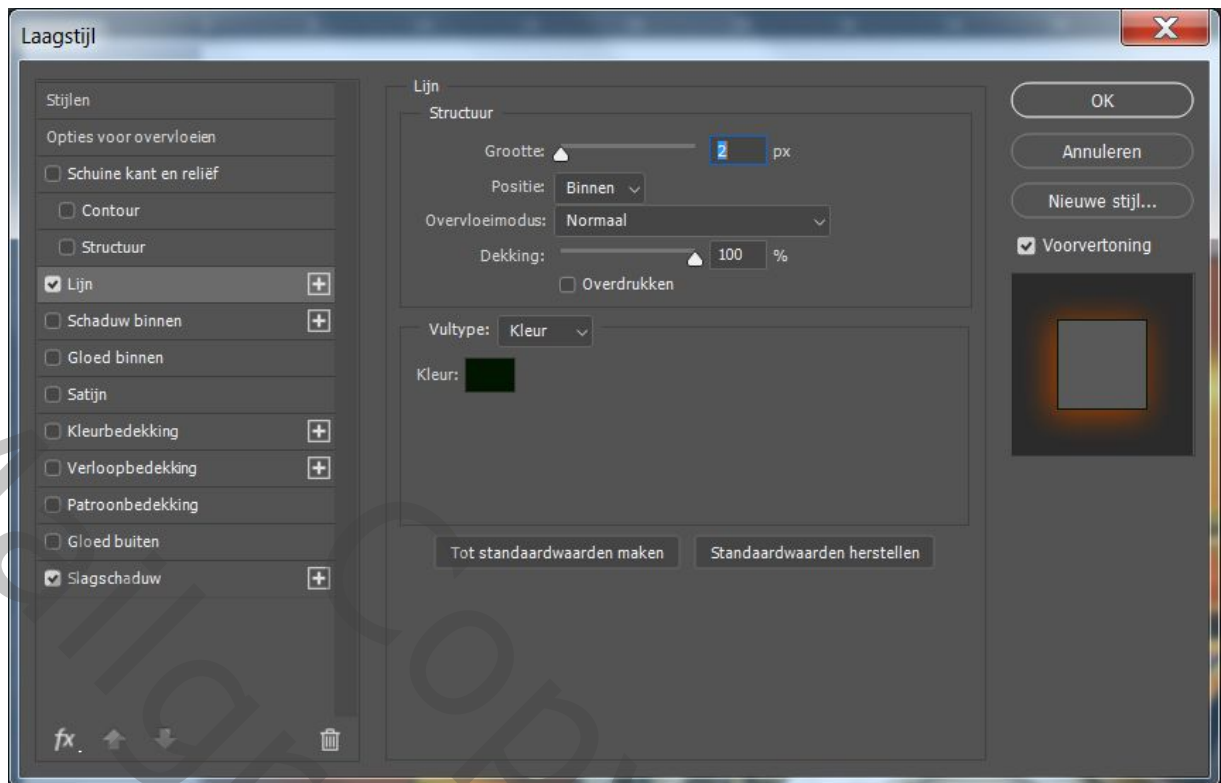 Laagstijl
Stijlen
Opties voor overvloeien
Schuine kant en reliëf
Contour
Structuur
Lijn
Schaduw binnen
Gloed binnen
Satijn
Kleurbedekking
Verloopbedekking
Patroonbedekking
Gloed buiten
Slagschaduw
fx
Lijn
Structuur
Grootte: 2 px
Positie: Binnen
Overvloeimodus: Normaal
Dekking: 100 %
Overdrukken
Vultype: Kleur
Kleur:
Tot standaardwaarden maken Standaardwaarden herstellen
OK
Annuleren
Nieuwe stijl...
Voorvertoning